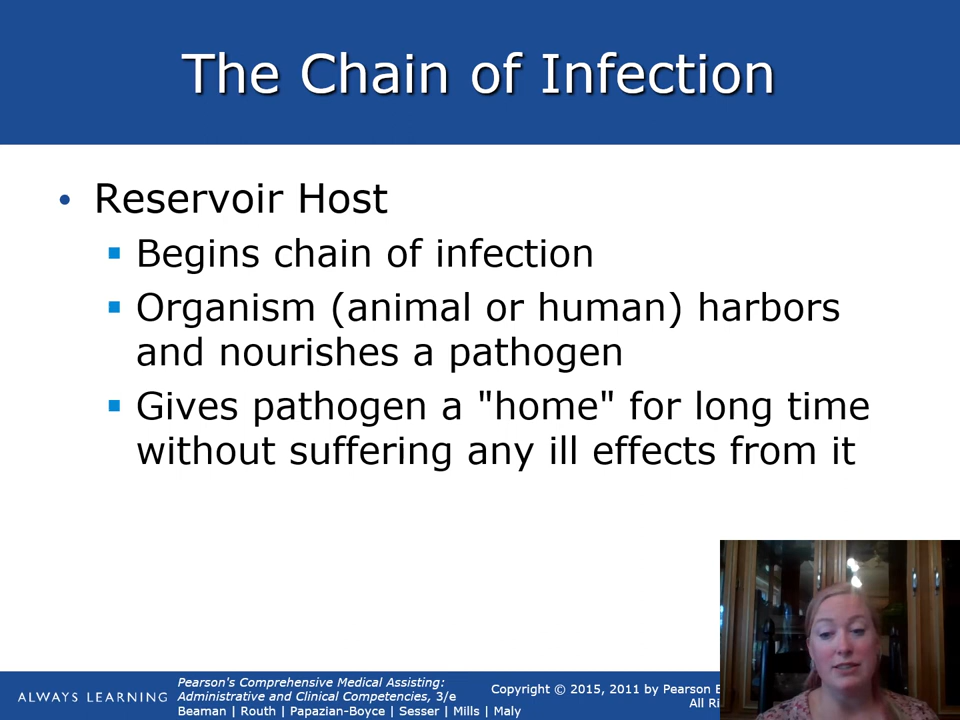 The Chain of Infection
• Reservoir Host
▪ Begins chain of infection
▪ Organism (animal or human) harbors
and nourishes a pathogen
▪ Gives pathogen a "home" for long time
without suffering any ill effects from it
ALWAYS LEARNING
Pearson's Comprehensive Medical Assisting:
Administrative and Clinical Competencies, 3/e
Beaman | Routh | Papazian-Boyce | Sesser | Mills | Maly
Copyright © 2015, 2011 by Pearson
All